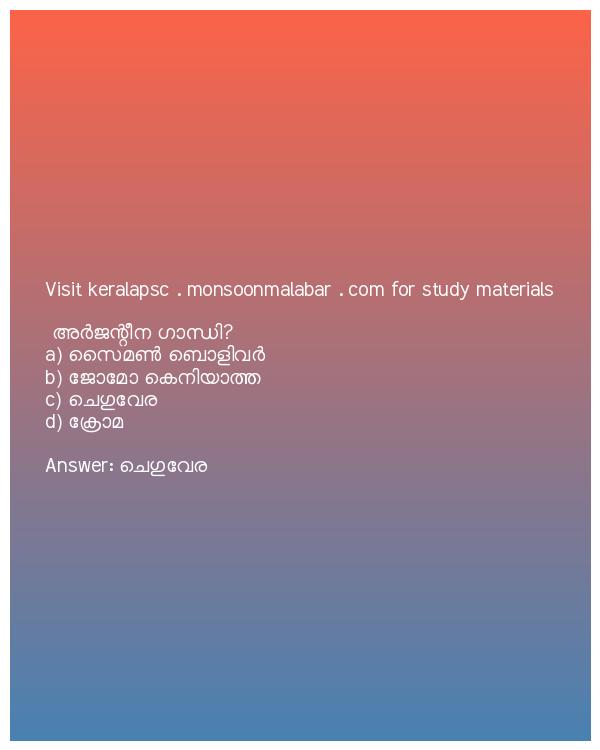 Visit keralapsc . monsoonmalabar . com for study materials
അർജന്റീന ഗാന്ധി?
a) സൈമൺ ബൊളിവർ
b) ജോമോ കെനിയാത്ത
c) ചെഗുവേര
d) ക്രോമ
Answer: ചെഗുവേര